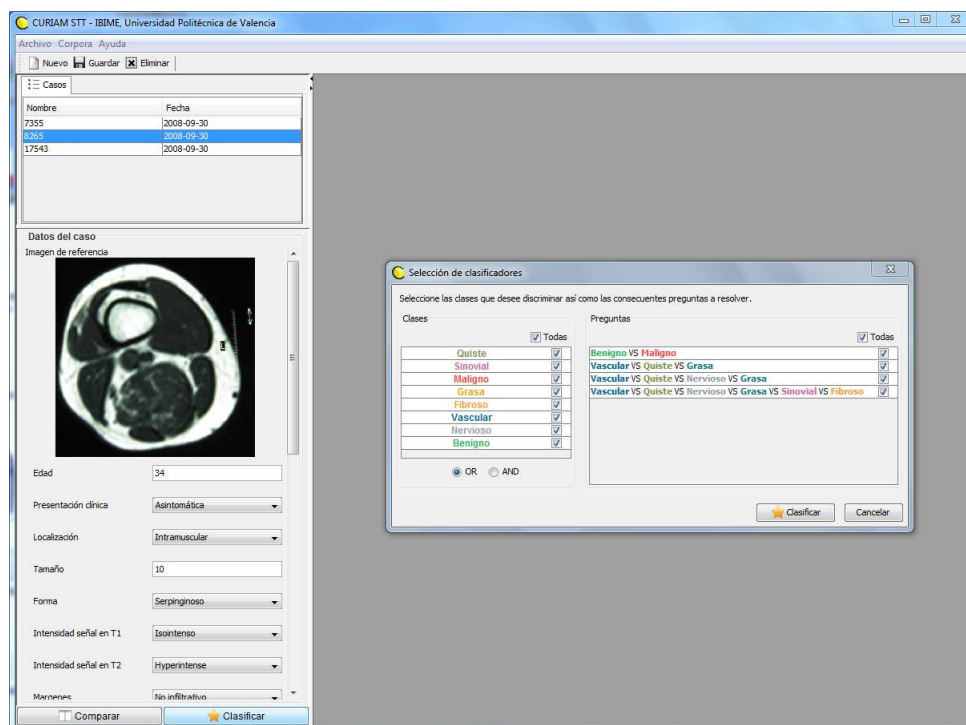 CURIAM STT - IBIME, Universidad Politécnica de Valencia
Archivo Corpora Ayuda
Nuevo Guardar Eliminar
Casos
Nombre Fecha
7355 2008-09-30
8265 2008-09-30
17543 2008-09-30
Datos del caso
Imagen de referencia
L
Edad 34
Presentación clínica Asintomática
Localización Intramuscular
Tamaño 10
Forma Serpinginoso
Intensidad señal en T1 Isointenso
Intensidad señal en T2 Hyperintense
Margenes No infiltrativo
Comparar Clasificar
Selección de clasificadores
Seleccione las clases que desee discriminar así como las consecuentes preguntas a resolver.
Clases
Todas
Quiste
Sinovial
Maligno
Grasa
Fibroso
Vascular
Nervioso
Benigno
OR AND
Preguntas
Todas
Benigno VS Maligno
Vascular VS Quiste VS Grasa
Vascular VS Quiste VS Nervioso VS Grasa
Vascular VS Quiste VS Nervioso VS Grasa VS Sinovial VS Fibroso
Clasificar Cancelar